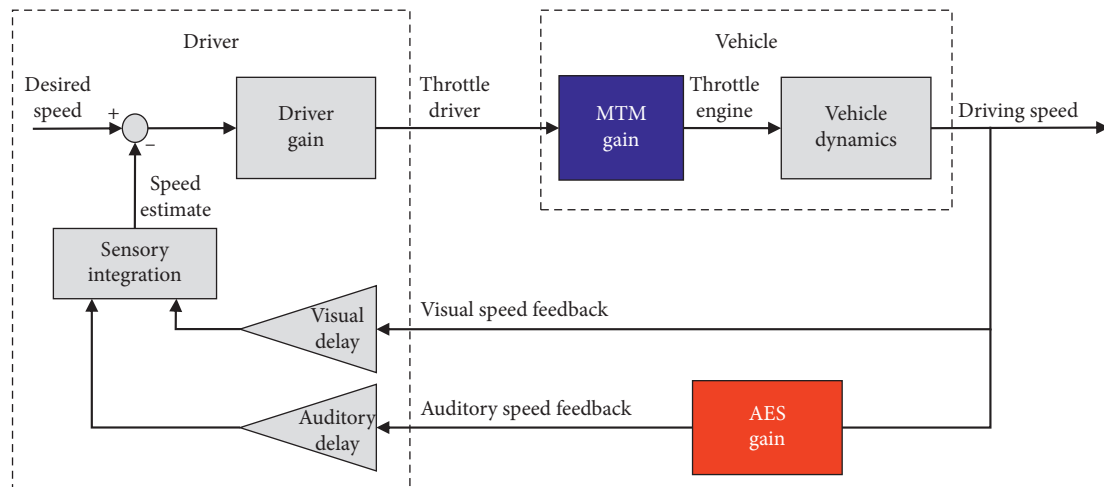 Driver
Vehicle
Desired
speed
+
−
Driver
gain
Throttle
driver
MTM
gain
Throttle
engine
Vehicle
dynamics
Driving speed
Speed
estimate
Sensory
integration
Visual
delay
Visual speed feedback
Auditory
delay
Auditory speed feedback
AES
gain